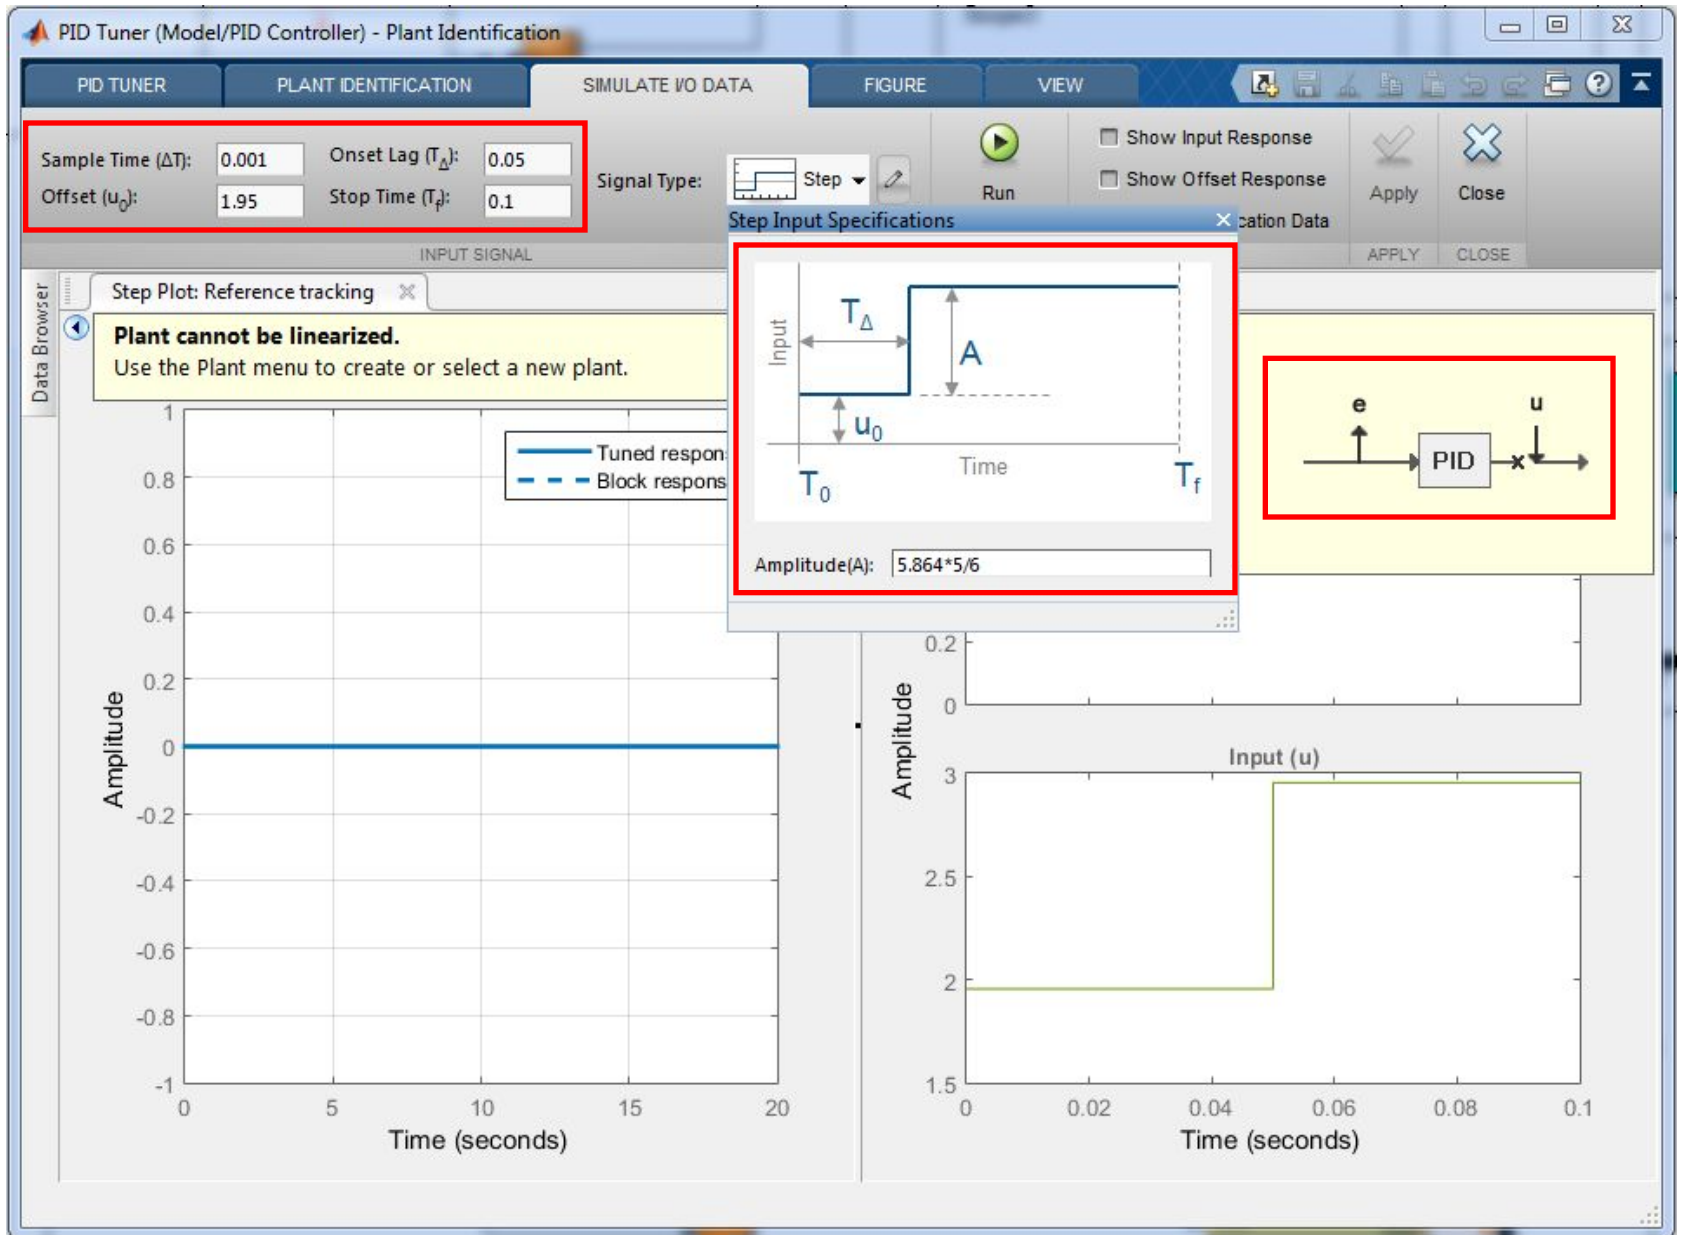 PID Tuner (Model/PID Controller) - Plant Identification
PID TUNER
PLANT IDENTIFICATION
SIMULATE I/O DATA
FIGURE
VIEW
Sample Time (ΔT): 0.001
Onset Lag (TΔ): 0.05
Offset (u0): 1.95
Stop Time (Tf): 0.1
Signal Type: Step
Run
Show Input Response
Show Offset Response
cation Data
Apply
Close
INPUT SIGNAL
APPLY
CLOSE
Data Browser
Step Plot: Reference tracking
Plant cannot be linearized.
Use the Plant menu to create or select a new plant.
Step Input Specifications
Input
TΔ
A
u0
Time
T0
Tf
Amplitude(A): 5.864*5/6
e
u
PID
x
Tuned respon
Block respons
1
0.8
0.6
0.4
0.2
0
-0.2
-0.4
-0.6
-0.8
-1
Amplitude
0 5 10 15 20
Time (seconds)
0.2
0
Amplitude
Input (u)
3
2.5
2
1.5
0 0.02 0.04 0.06 0.08 0.1
Time (seconds)